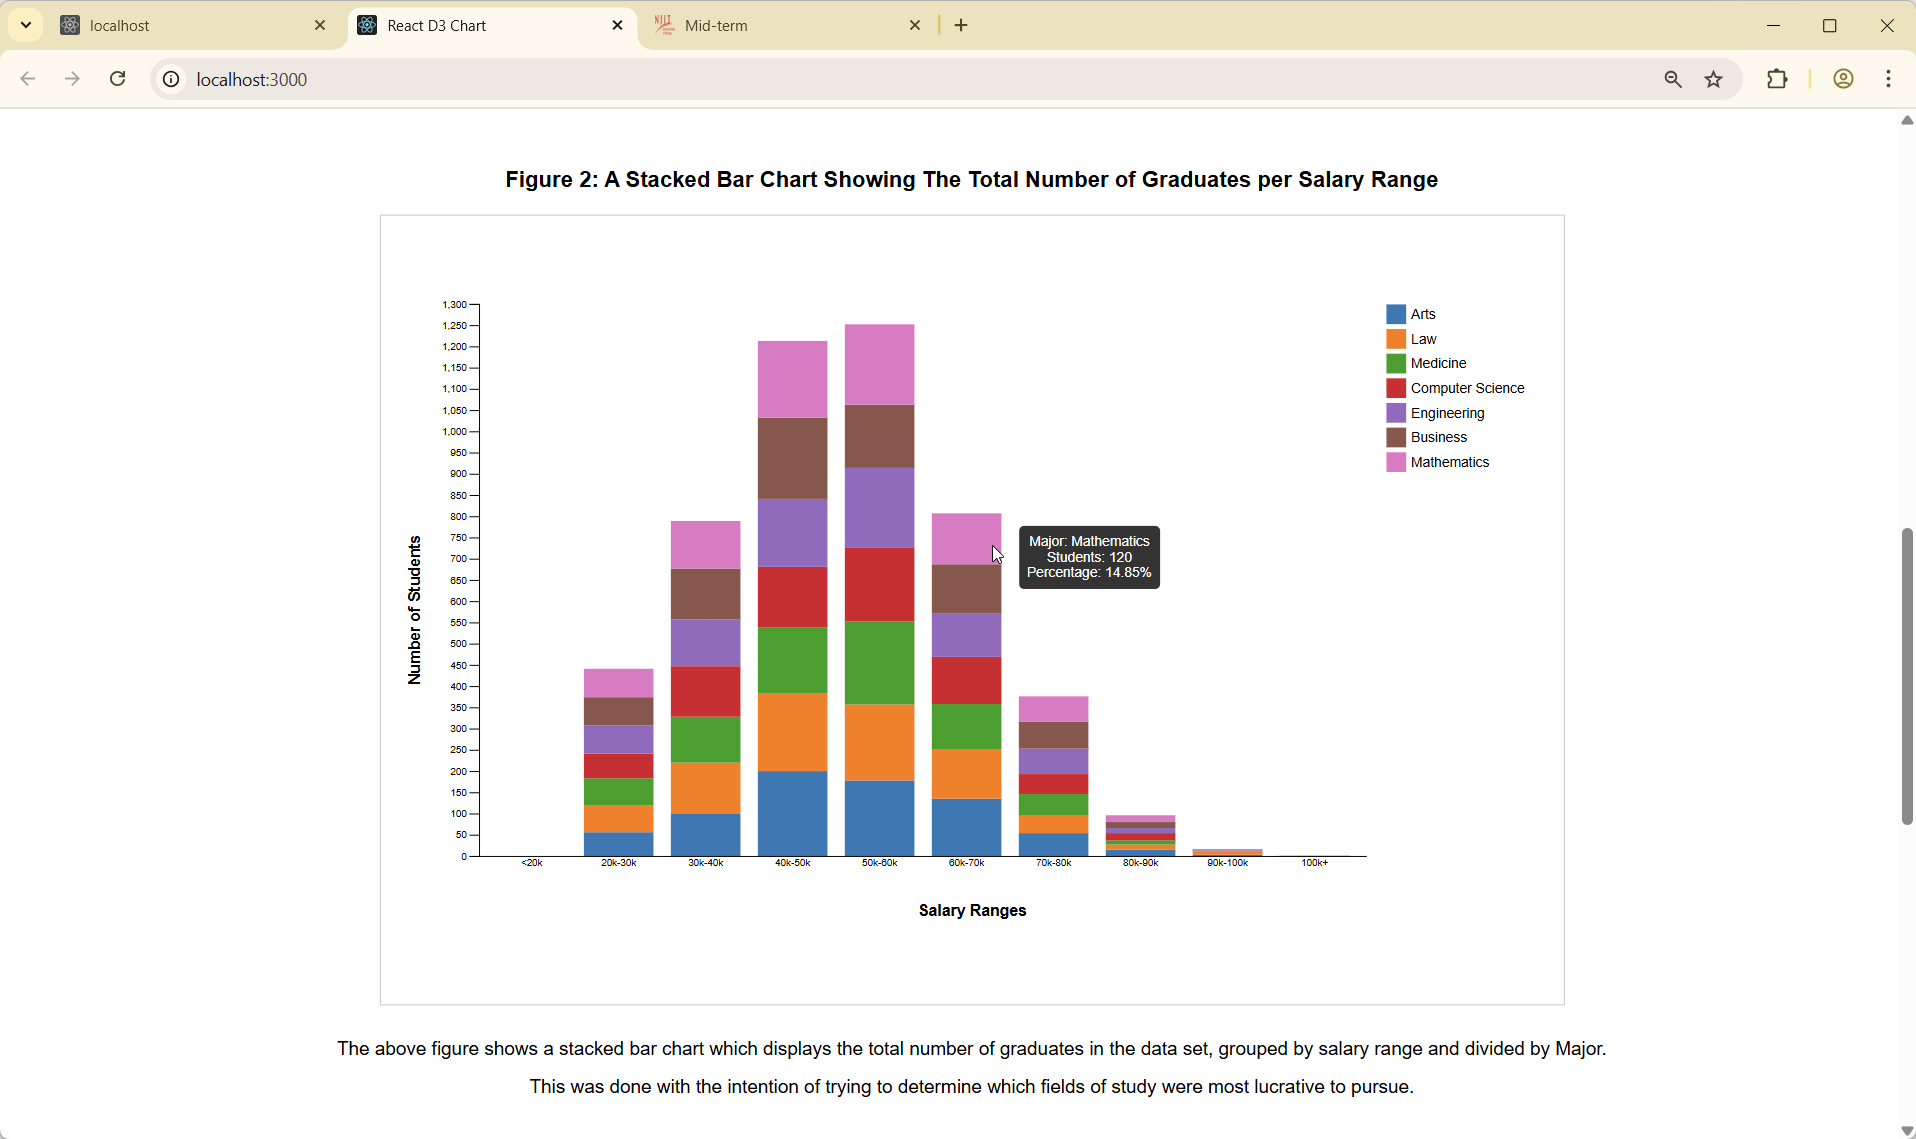 localhost
React D3 Chart
NJIT
Mid-term
localhost:3000
Figure 2: A Stacked Bar Chart Showing The Total Number of Graduates per Salary Range
1,300
1,250
1,200
1,150
1,100
1,050
1,000
950
900
850
800
750
700
650
600
550
500
450
400
350
300
250
200
150
100
50
0
Number of Students
Arts
Law
Medicine
Computer Science
Engineering
Business
Mathematics
Major: Mathematics
Students: 120
Percentage: 14.85%
<20k 20k-30k 30k-40k 40k-50k 50k-60k 60k-70k 70k-80k 80k-90k 90k-100k 100k+
Salary Ranges
The above figure shows a stacked bar chart which displays the total number of graduates in the data set, grouped by salary range and divided by Major.
This was done with the intention of trying to determine which fields of study were most lucrative to pursue.